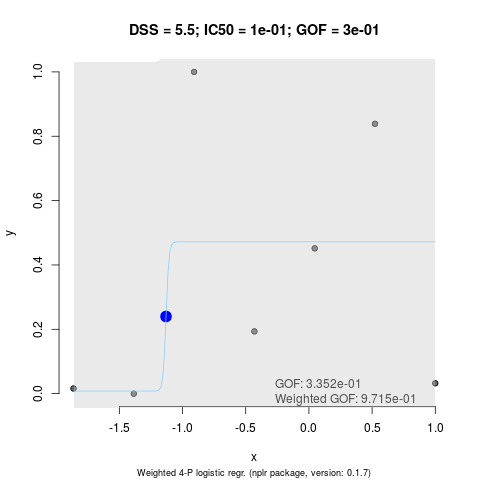 DSS = 5.5; IC50 = 1e-01; GOF = 3e-01
1.0
0.8
0.6
0.4
0.2
0.0
y
GOF: 3.352e-01
Weighted GOF: 9.715e-01
-1.5 -1.0 -0.5 0.0 0.5 1.0
x
Weighted 4-P logistic regr. (nplr package, version: 0.1.7)